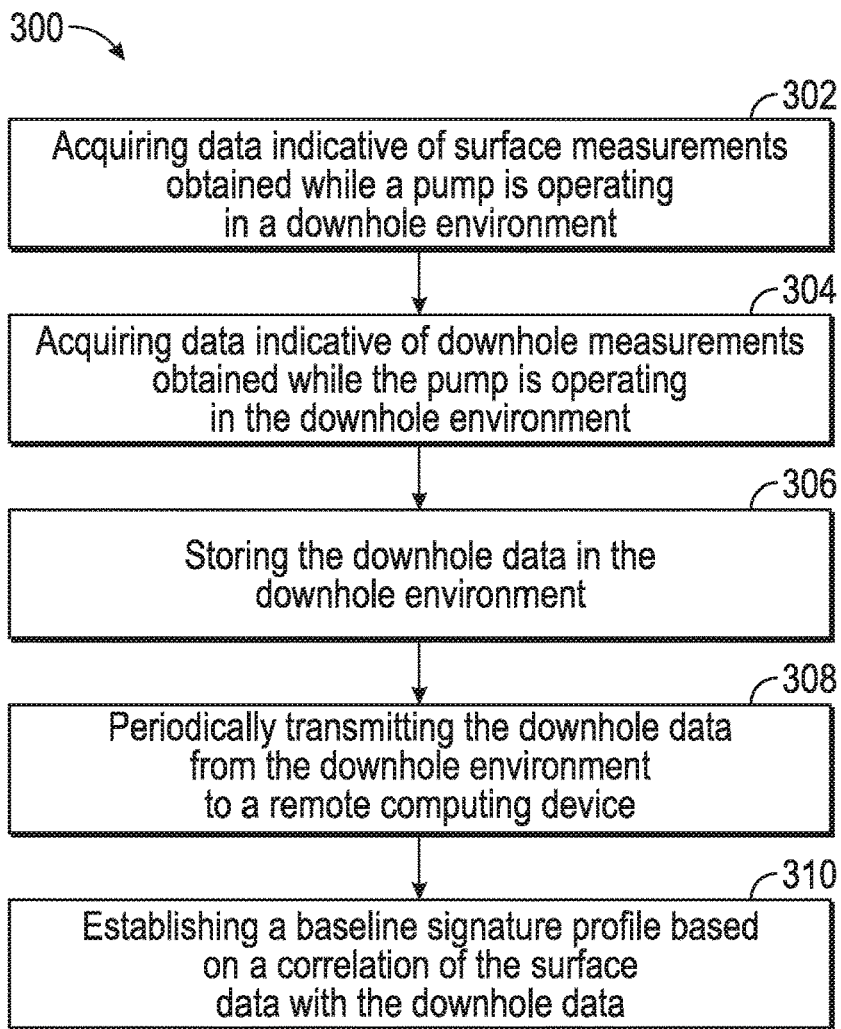 300
302
Acquiring data indicative of surface measurements
obtained while a pump is operating
in a downhole environment
304
Acquiring data indicative of downhole measurements
obtained while the pump is operating
in the downhole environment
306
Storing the downhole data in the
downhole environment
308
Periodically transmitting the downhole data
from the downhole environment
to a remote computing device
310
Establishing a baseline signature profile based
on a correlation of the surface
data with the downhole data